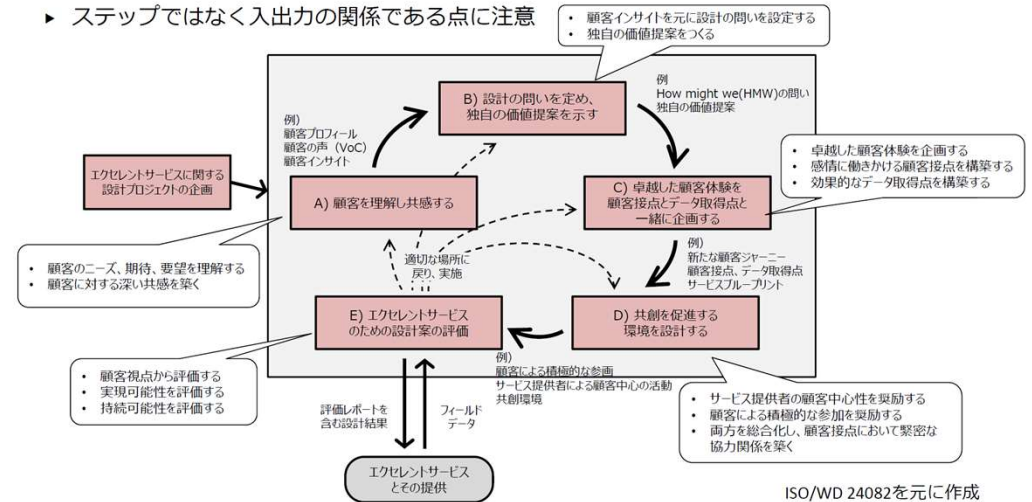 ▶ ステップではなく入出力の関係である点に注意
• 顧客インサイトを元に設計の問いを設定する
• 独自の価値提案をつくる
B) 設計の問いを定め、
独自の価値提案を示す
例
How might we(HMW)の問い
独自の価値提案
例)
顧客プロフィール
顧客の声（VoC）
顧客インサイト
エクセレントサービスに関する
設計プロジェクトの企画
A) 顧客を理解し共感する
C) 卓越した顧客体験を
顧客接点とデータ取得点と
一緒に企画する
• 卓越した顧客体験を企画する
• 感情に働きかける顧客接点を構築する
• 効果的なデータ取得点を構築する
• 顧客のニーズ、期待、要望を理解する
• 顧客に対する深い共感を築く
適切な場所に
戻り、実施
例)
新たな顧客ジャーニー
顧客接点、データ取得点
サービスブループリント
E) エクセレントサービス
のための設計案の評価
D) 共創を促進する
環境を設計する
例)
顧客による積極的な参画
サービス提供者による顧客中心の活動
共創環境
• 顧客視点から評価する
• 実現可能性を評価する
• 持続可能性を評価する
• サービス提供者の顧客中心性を奨励する
• 顧客による積極的な参加を奨励する
• 両方を総合化し、顧客接点において緊密な
協力関係を築く
評価レポートを
含む設計結果
フィールド
データ
エクセレントサービス
とその提供
ISO/WD 24082を元に作成